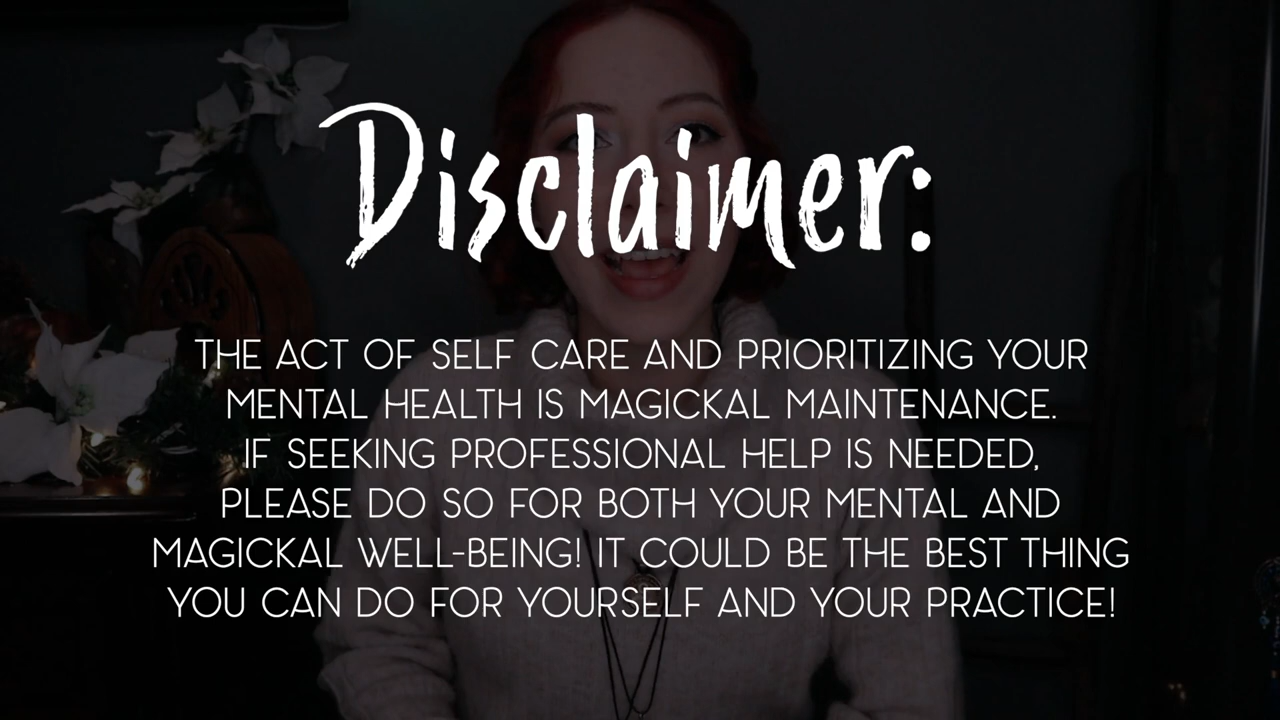 Disclaimer:
THE ACT OF SELF CARE AND PRIORITIZING YOUR
MENTAL HEALTH IS MAGICKAL MAINTENANCE.
IF SEEKING PROFESSIONAL HELP IS NEEDED,
PLEASE DO SO FOR BOTH YOUR MENTAL AND
MAGICKAL WELL-BEING! IT COULD BE THE BEST THING
YOU CAN DO FOR YOURSELF AND YOUR PRACTICE!